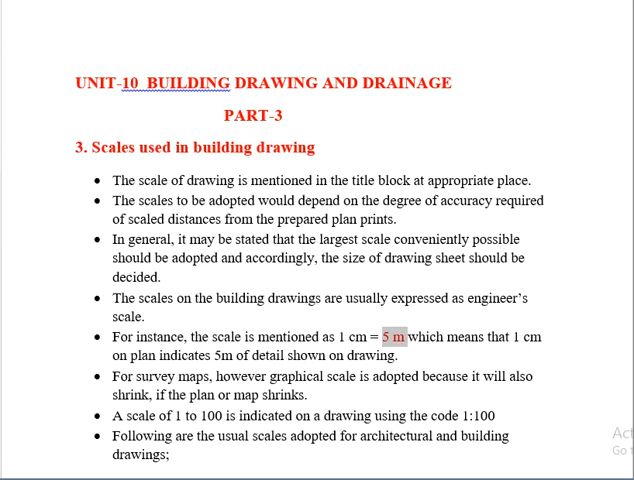 UNIT-10 BUILDING DRAWING AND DRAINAGE
PART-3
3. Scales used in building drawing
• The scale of drawing is mentioned in the title block at appropriate place.
• The scales to be adopted would depend on the degree of accuracy required
of scaled distances from the prepared plan prints.
• In general, it may be stated that the largest scale conveniently possible
should be adopted and accordingly, the size of drawing sheet should be
decided.
• The scales on the building drawings are usually expressed as engineer’s
scale.
• For instance, the scale is mentioned as 1 cm = 5 m which means that 1 cm
on plan indicates 5m of detail shown on drawing.
• For survey maps, however graphical scale is adopted because it will also
shrink, if the plan or map shrinks.
• A scale of 1 to 100 is indicated on a drawing using the code 1:100
• Following are the usual scales adopted for architectural and building
drawings;